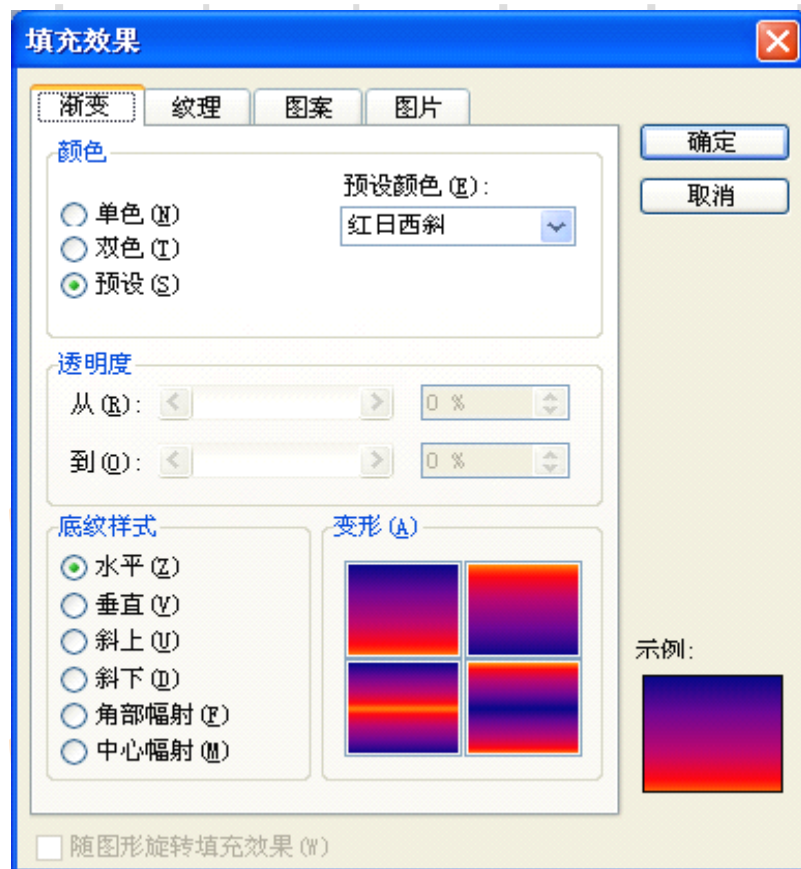 填充效果
渐变 纹理 图案 图片
确定
取消
颜色
预设颜色(E):
单色(N)
红日西斜
双色(T)
预设(S)
透明度
从(R): 0 %
到(O): 0 %
底纹样式
变形(A)
水平(Z)
垂直(V)
斜上(U)
斜下(D)
角部幅射(F)
中心幅射(M)
示例:
随图形旋转填充效果(W)